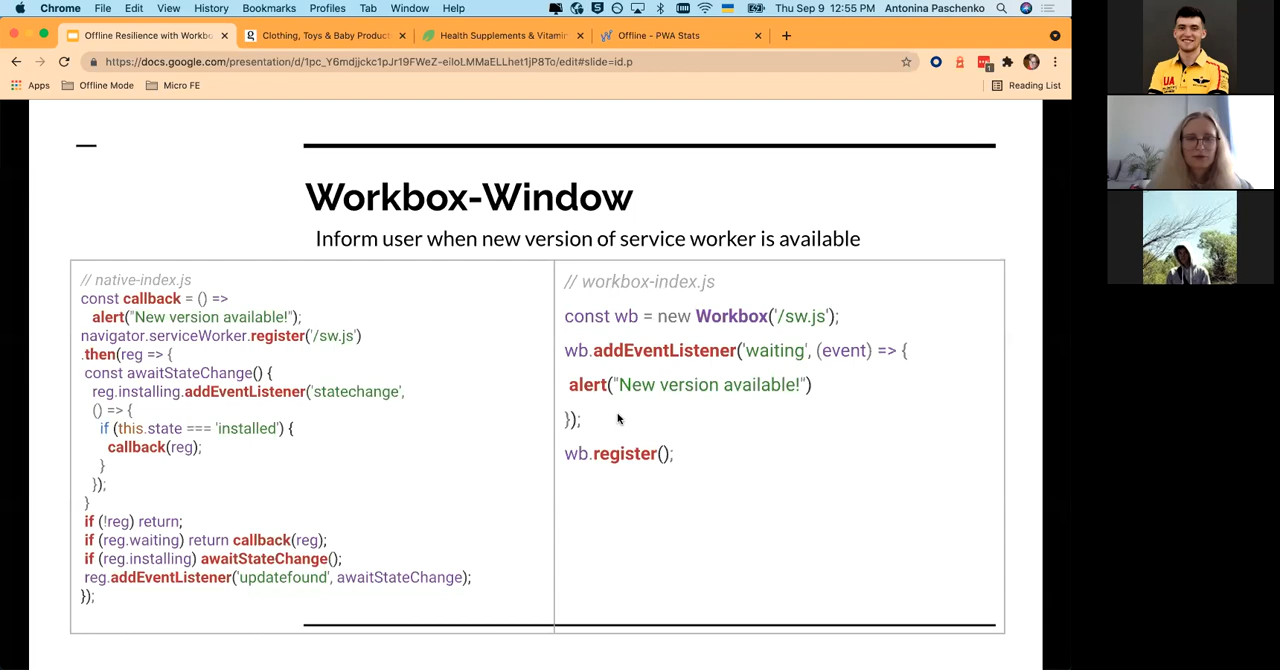 Chrome File Edit View History Bookmarks Profiles Tab Window Help Thu Sep 9 12:55 PM Antonina Paschenko
Offline Resilience with Workbo Clothing, Toys & Baby Product Health Supplements & Vitamin Offline - PWA Stats
https://docs.google.com/presentation/d/1pc_Y6mdjjckc1pJr19FWeZ-eiloLMMaELLhet1jP8To/edit#slide=id.p
Apps Offline Mode Micro FE Reading List
Workbox-Window
Inform user when new version of service worker is available
// native-index.js
const callback = () =>
alert("New version available!");
navigator.serviceWorker.register('/sw.js')
.then(reg => {
const awaitStateChange() {
reg.installing.addEventListener('statechange',
() => {
if (this.state === 'installed') {
callback(reg);
}
});
}
if (!reg) return;
if (reg.waiting) return callback(reg);
if (reg.installing) awaitStateChange();
reg.addEventListener('updatefound', awaitStateChange);
});
// workbox-index.js
const wb = new Workbox('/sw.js');
wb.addEventListener('waiting', (event) => {
alert("New version available!")
});
wb.register();